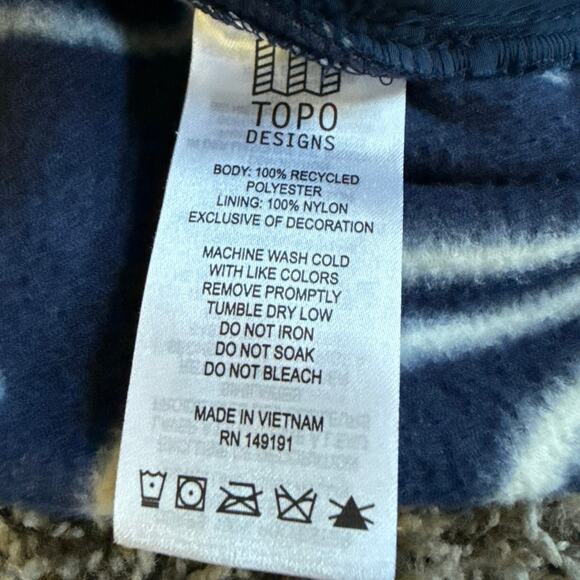 TOPO
DESIGNS
BODY: 100% RECYCLED
POLYESTER
LINING: 100% NYLON
EXCLUSIVE OF DECORATION
MACHINE WASH COLD
WITH LIKE COLORS
REMOVE PROMPTLY
TUMBLE DRY LOW
DO NOT IRON
DO NOT SOAK
DO NOT BLEACH
MADE IN VIETNAM
RN 149191